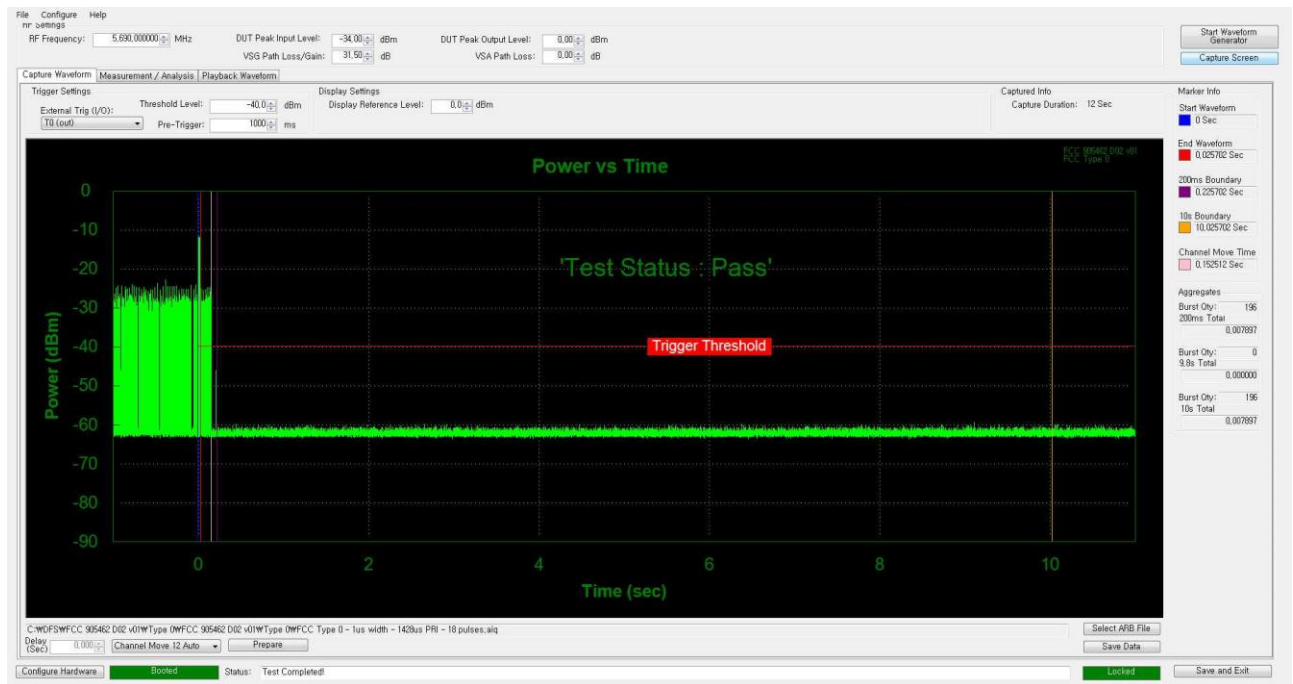 File Configure Help
RF Settings
RF Frequency: 5,690,000000 MHz
DUT Peak Input Level: -34,00 dBm
DUT Peak Output Level: 0,00 dBm
VSG Path Loss/Gain: 31,50 dB
VSA Path Loss: 0,00 dB
Start Waveform Generator
Capture Screen
Capture Waveform Measurement / Analysis Playback Waveform
Trigger Settings
External Trig (I/O):
T0 (out)
Threshold Level: -40,0 dBm
Pre-Trigger: 1000 ms
Display Settings
Display Reference Level: 0,0 dBm
Captured Info
Capture Duration: 12 Sec
Marker Info
Start Waveform
0 Sec
End Waveform
0,025702 Sec
200ms Boundary
0,225702 Sec
10s Boundary
10,025702 Sec
Channel Move Time
0,152512 Sec
Aggregates
Burst Qty: 196
200ms Total
0,007897
Burst Qty: 0
9,8s Total
0,000000
Burst Qty: 196
10s Total
0,007897
Power vs Time
FCC 905462 D02 v01
FCC Type 0
'Test Status : Pass'
Trigger Threshold
Power (dBm)
0
-10
-20
-30
-40
-50
-60
-70
-80
-90
0 2 4 6 8 10
Time (sec)
C:₩DFS₩FCC 905462 D02 v01₩Type 0₩FCC 905462 D02 v01₩Type 0₩FCC Type 0 - 1us width - 1428us PRI - 18 pulses,aiq
Select ARB File
Delay (Sec) 0,000 Channel Move 12 Auto Prepare
Save Data
Configure Hardware Booted Status: Test Completed! Locked Save and Exit